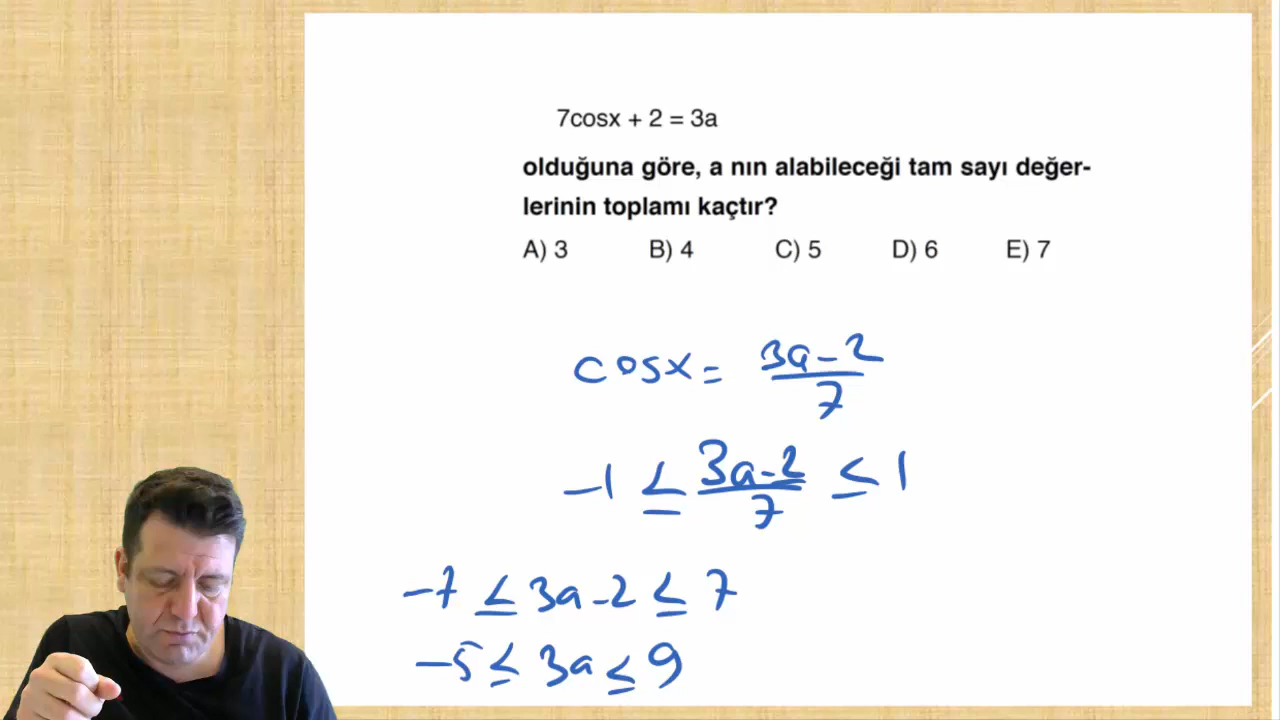 7cosx + 2 = 3a
olduğuna göre, a nın alabileceği tam sayı değer-
lerinin toplamı kaçtır?
A) 3 B) 4 C) 5 D) 6 E) 7
cosx = 3a-2/7
-1 ≤ 3a-2/7 ≤ 1
-7 ≤ 3a-2 ≤ 7
-5 ≤ 3a ≤ 9